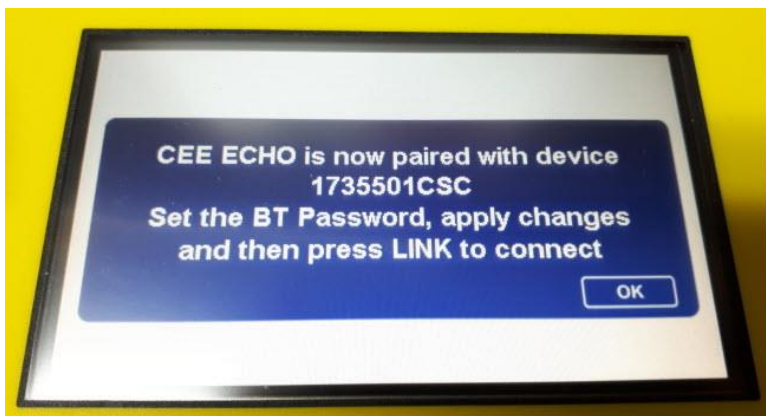 CEE ECHO is now paired with device
1735501CSC
Set the BT Password, apply changes
and then press LINK to connect
OK